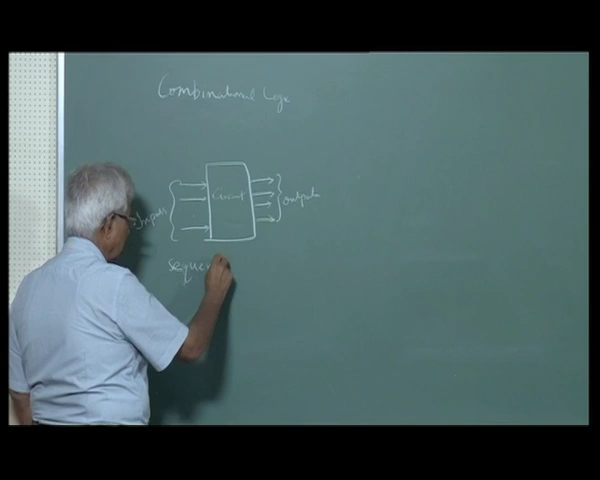 Combinational Logic
Inputs
Circuit
outputs
sequen